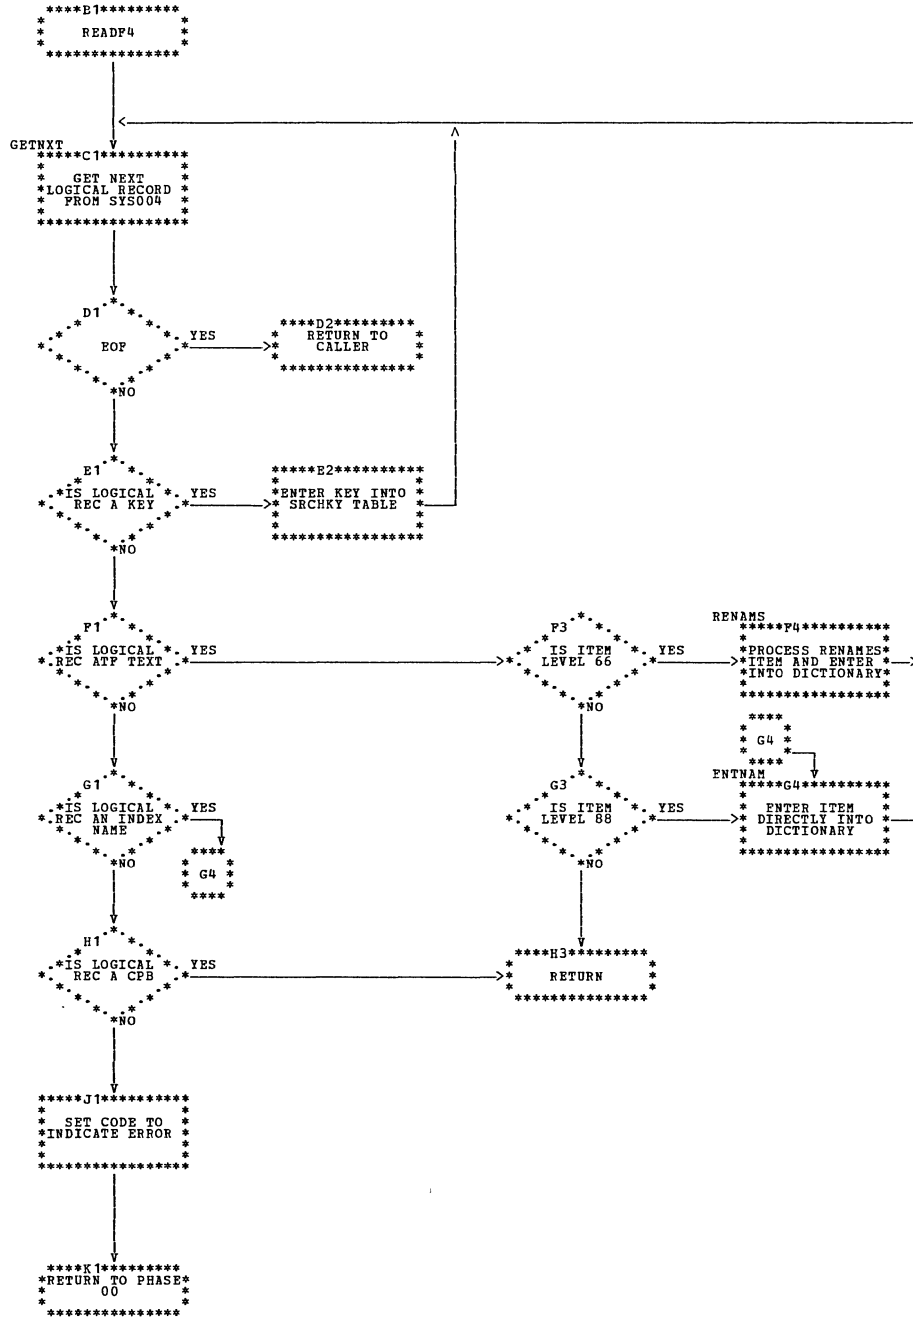 B1
READF4
GETNXT
C1
GET NEXT
LOGICAL RECORD
FROM SYS004
D1
EOF
YES
NO
D2
RETURN TO
CALLER
E1
IS LOGICAL
REC A KEY
YES
NO
E2
ENTER KEY INTO
SRCHKY TABLE
F1
IS LOGICAL
REC ATF TEXT
YES
NO
F3
IS ITEM
LEVEL 66
YES
NO
RENAMS
F4
PROCESS RENAMES
ITEM AND ENTER
INTO DICTIONARY
G4
G1
IS LOGICAL
REC AN INDEX
NAME
YES
NO
G4
G3
IS ITEM
LEVEL 88
YES
NO
ENTNAM
G4
ENTER ITEM
DIRECTLY INTO
DICTIONARY
H1
IS LOGICAL
REC A CPB
YES
NO
H3
RETURN
J1
SET CODE TO
INDICATE ERROR
K1
RETURN TO PHASE
00